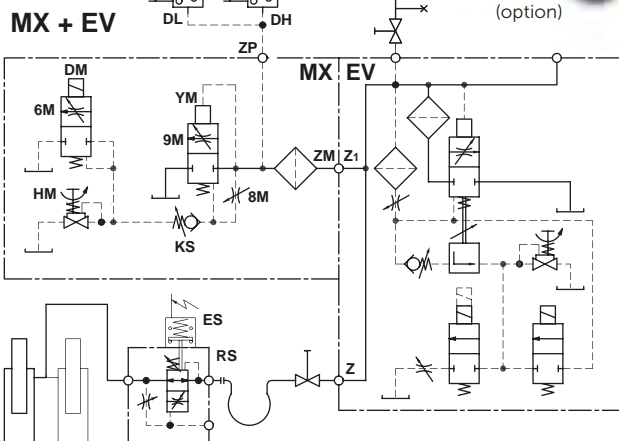 MX + EV
DL
DH
(option)
ZP
MX
EV
DM
6M
YM
9M
ZM
Z1
8M
HM
KS
ES
RS
Z